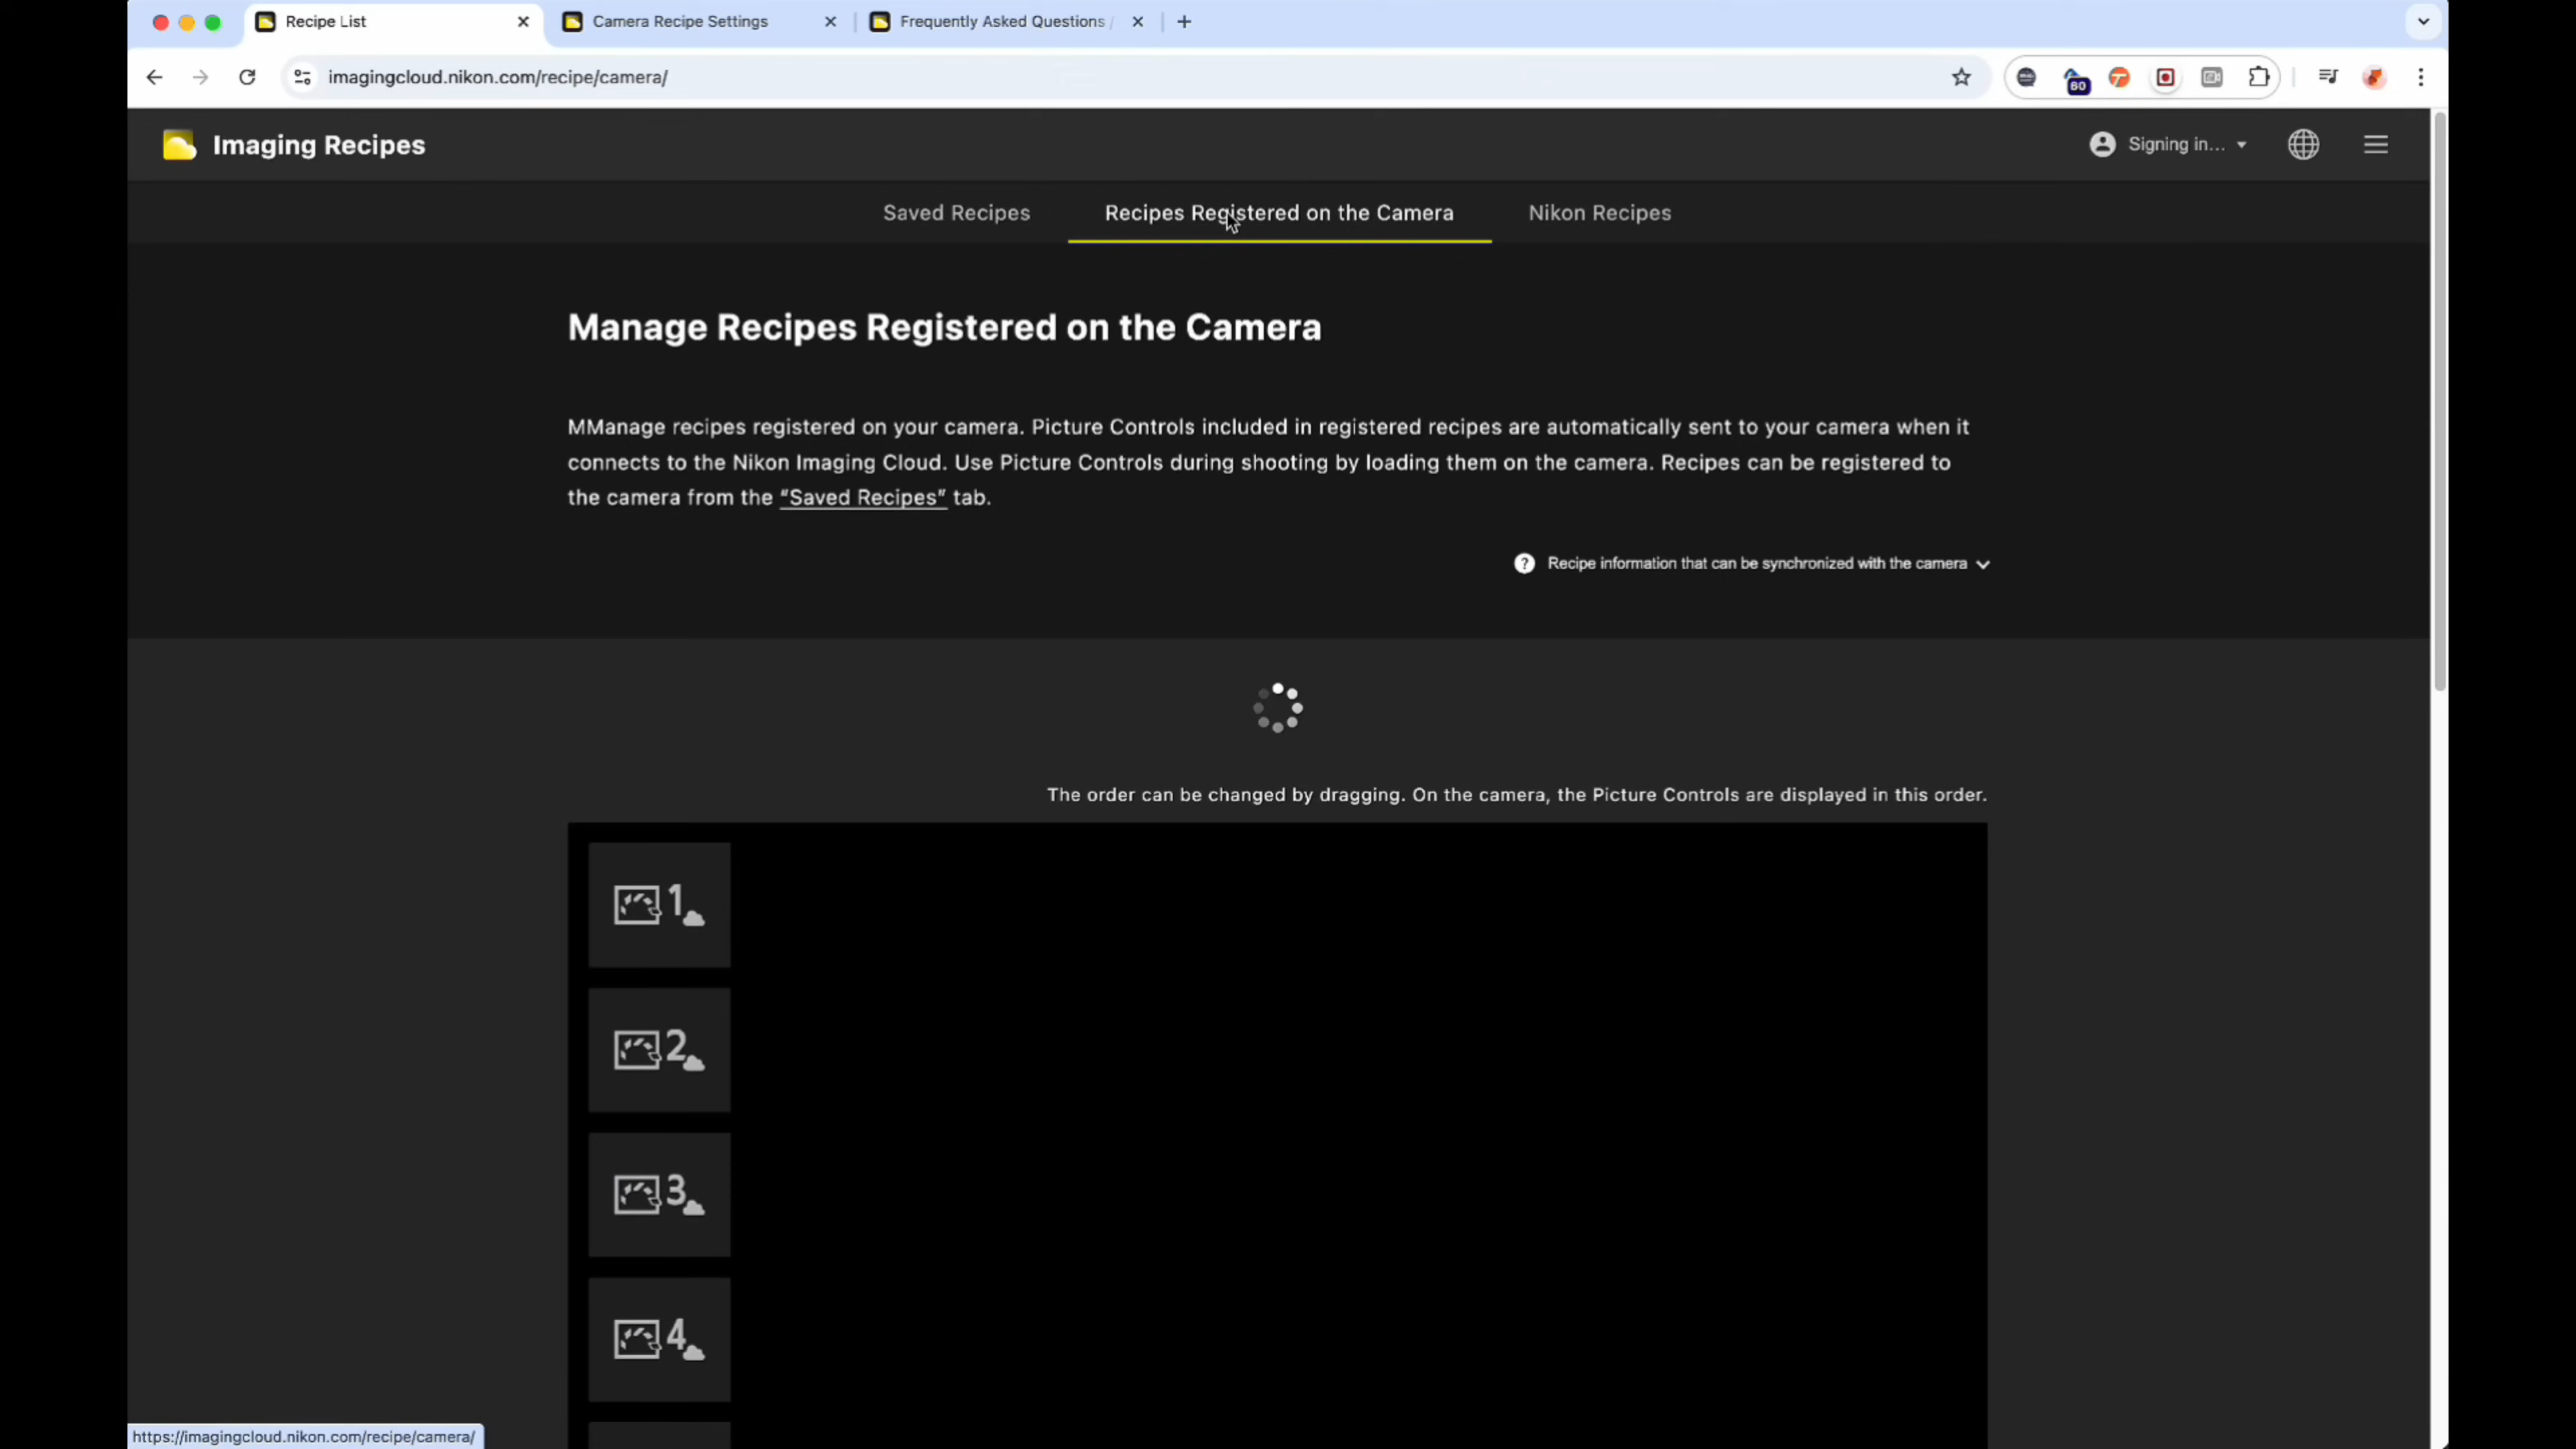 Recipe List
Camera Recipe Settings
Frequently Asked Questions /
imagingcloud.nikon.com/recipe/camera/
60
Imaging Recipes
Signing in...
Saved Recipes
Recipes Registered on the Camera
Nikon Recipes
Manage Recipes Registered on the Camera
MManage recipes registered on your camera. Picture Controls included in registered recipes are automatically sent to your camera when it
connects to the Nikon Imaging Cloud. Use Picture Controls during shooting by loading them on the camera. Recipes can be registered to
the camera from the “Saved Recipes” tab.
? Recipe information that can be synchronized with the camera
The order can be changed by dragging. On the camera, the Picture Controls are displayed in this order.
1
2
3
4
https://imagingcloud.nikon.com/recipe/camera/